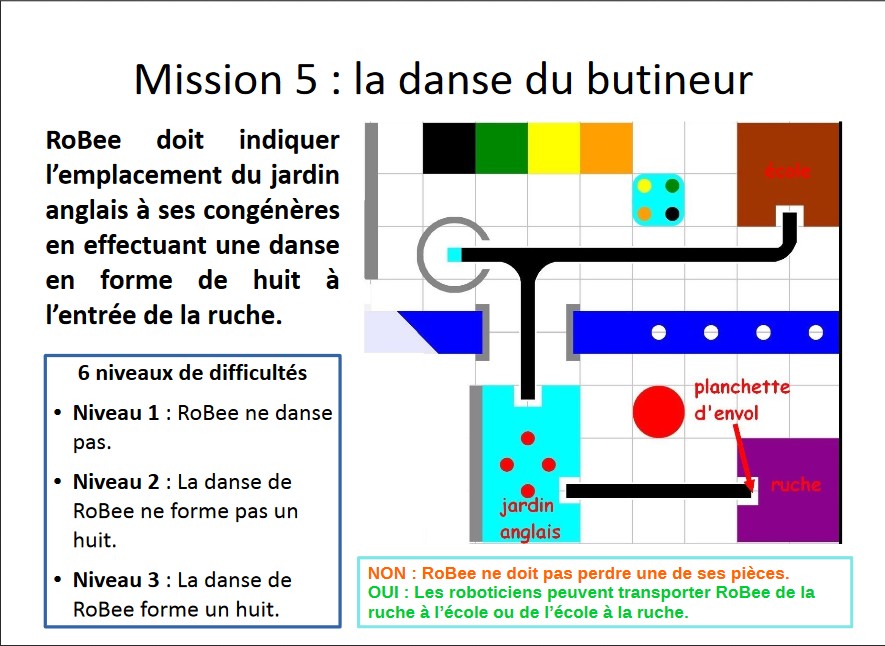 Mission 5 : la danse du butineur
RoBee doit indiquer
l’emplacement du jardin
anglais à ses congénères
en effectuant une danse
en forme de huit à
l’entrée de la ruche.
6 niveaux de difficultés
• Niveau 1 : RoBee ne danse
pas.
• Niveau 2 : La danse de
RoBee ne forme pas un
huit.
• Niveau 3 : La danse de
RoBee forme un huit.
école
planchette
d'envol
ruche
jardin
anglais
NON : RoBee ne doit pas perdre une de ses pièces.
OUI : Les roboticiens peuvent transporter RoBee de la
ruche à l’école ou de l’école à la ruche.